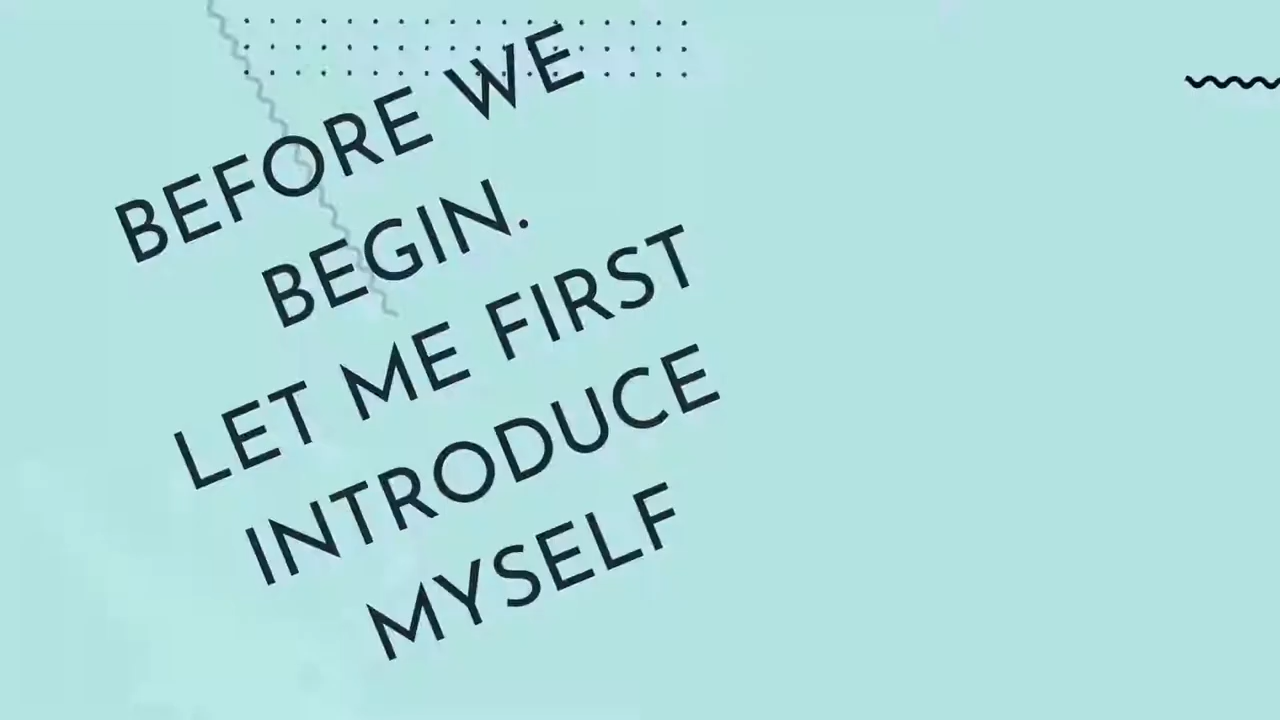 BEFORE WE
BEGIN.
LET ME FIRST
INTRODUCE
MYSELF